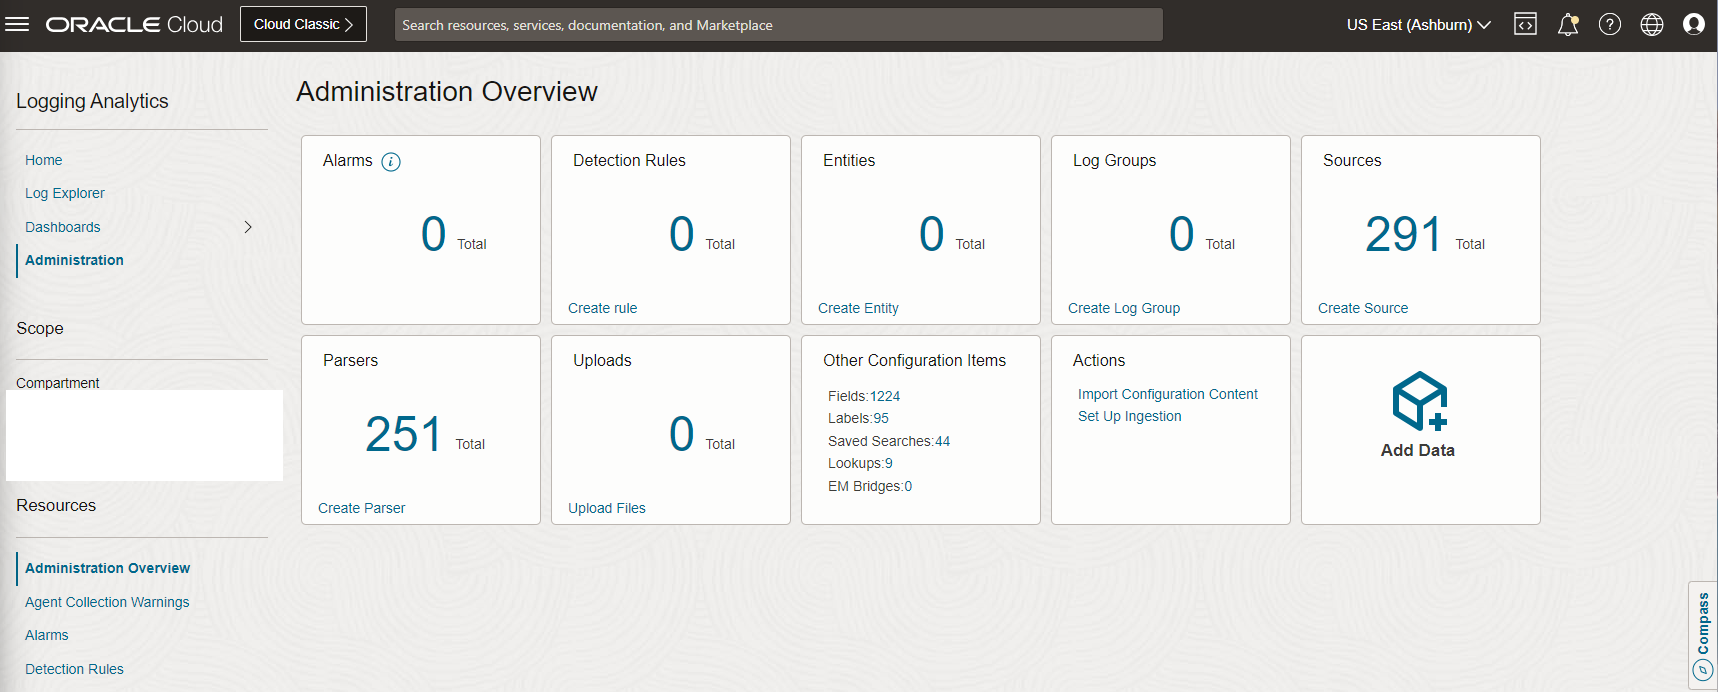 ORACLE Cloud
Cloud Classic
Search resources, services, documentation, and Marketplace
US East (Ashburn)
Logging Analytics
Home
Log Explorer
Dashboards
Administration
Scope
Compartment
Resources
Administration Overview
Agent Collection Warnings
Alarms
Detection Rules
Administration Overview
Alarms
0 Total
Detection Rules
0 Total
Create rule
Entities
0 Total
Create Entity
Log Groups
0 Total
Create Log Group
Sources
291 Total
Create Source
Parsers
251 Total
Create Parser
Uploads
0 Total
Upload Files
Other Configuration Items
Fields:1224
Labels:95
Saved Searches:44
Lookups:9
EM Bridges:0
Actions
Import Configuration Content
Set Up Ingestion
Add Data
Compass